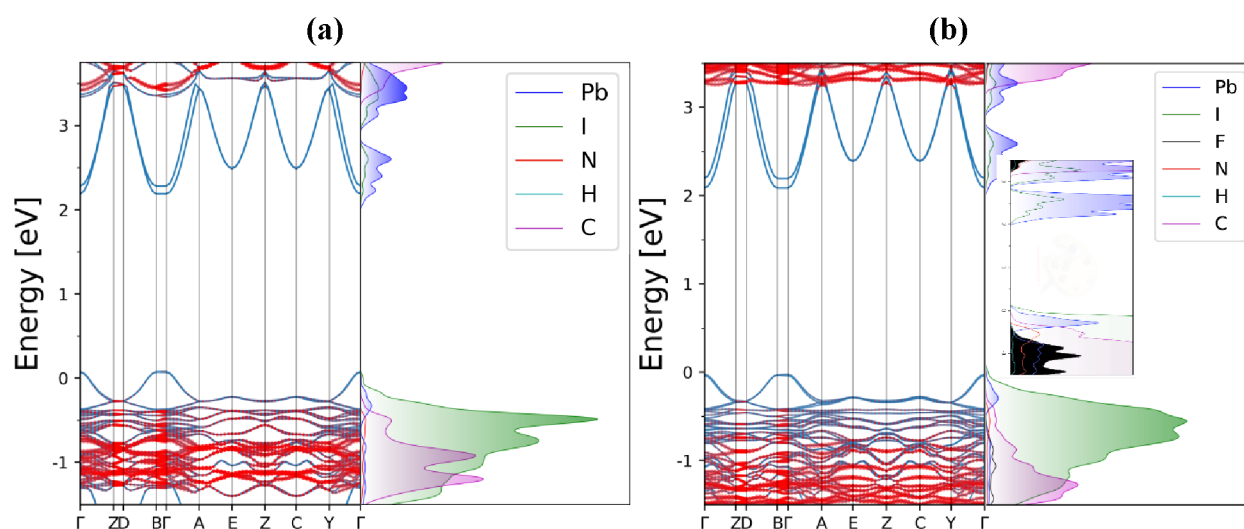 (a)
(b)
Energy [eV]
3
2
1
0
-1
Γ ZD BΓ A E Z C Y Γ
Pb
I
N
H
C
Energy [eV]
3
2
1
0
-1
Γ ZD BΓ A E Z C Y Γ
Pb
I
F
N
H
C